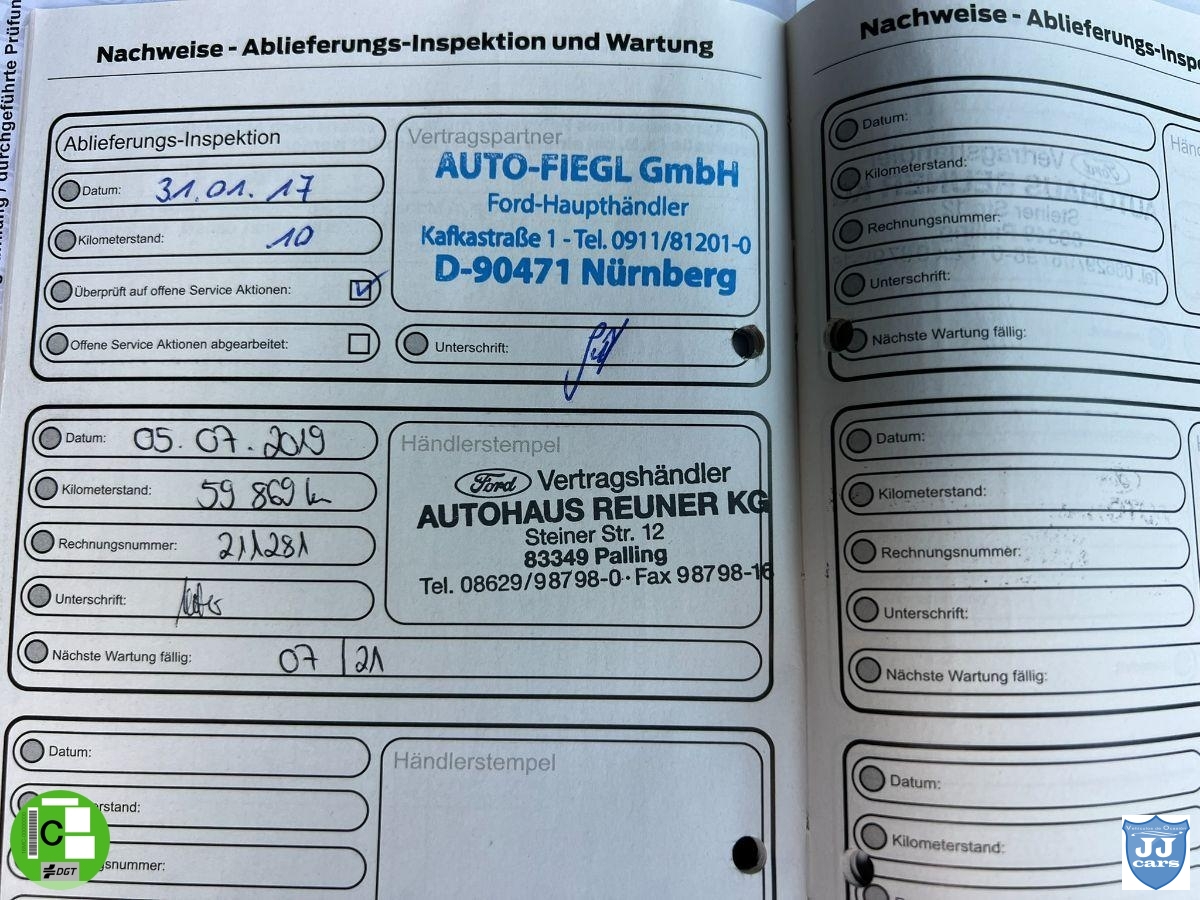 Nachweise - Ablieferungs-Inspektion und Wartung
Ablieferungs-Inspektion
Datum: 31.01.17
Kilometerstand: 10
Überprüft auf offene Service Aktionen:
Offene Service Aktionen abgearbeitet:
Vertragspartner
AUTO-FIEGL GmbH
Ford-Haupthändler
Kafkastraße 1 - Tel. 0911/81201-0
D-90471 Nürnberg
Unterschrift:
Datum: 05.07.2019
Kilometerstand: 59 869 km
Rechnungsnummer: 211281
Unterschrift:
Nächste Wartung fällig: 07/21
Händlerstempel
Ford Vertragshändler
AUTOHAUS REUNER KG
Steiner Str. 12
83349 Palling
Tel. 08629/98798-0· Fax 98798-16
Datum:
rstand:
snummer:
Händlerstempel
C
DGT
Nachweise - Ablieferungs-Inspe
Datum:
Kilometerstand:
Rechnungsnummer:
Unterschrift:
Nächste Wartung fällig:
Händ
Datum:
Kilometerstand:
Rechnungsnummer:
Unterschrift:
Nächste Wartung fällig:
Datum:
Kilometerstand:
JJ
cars